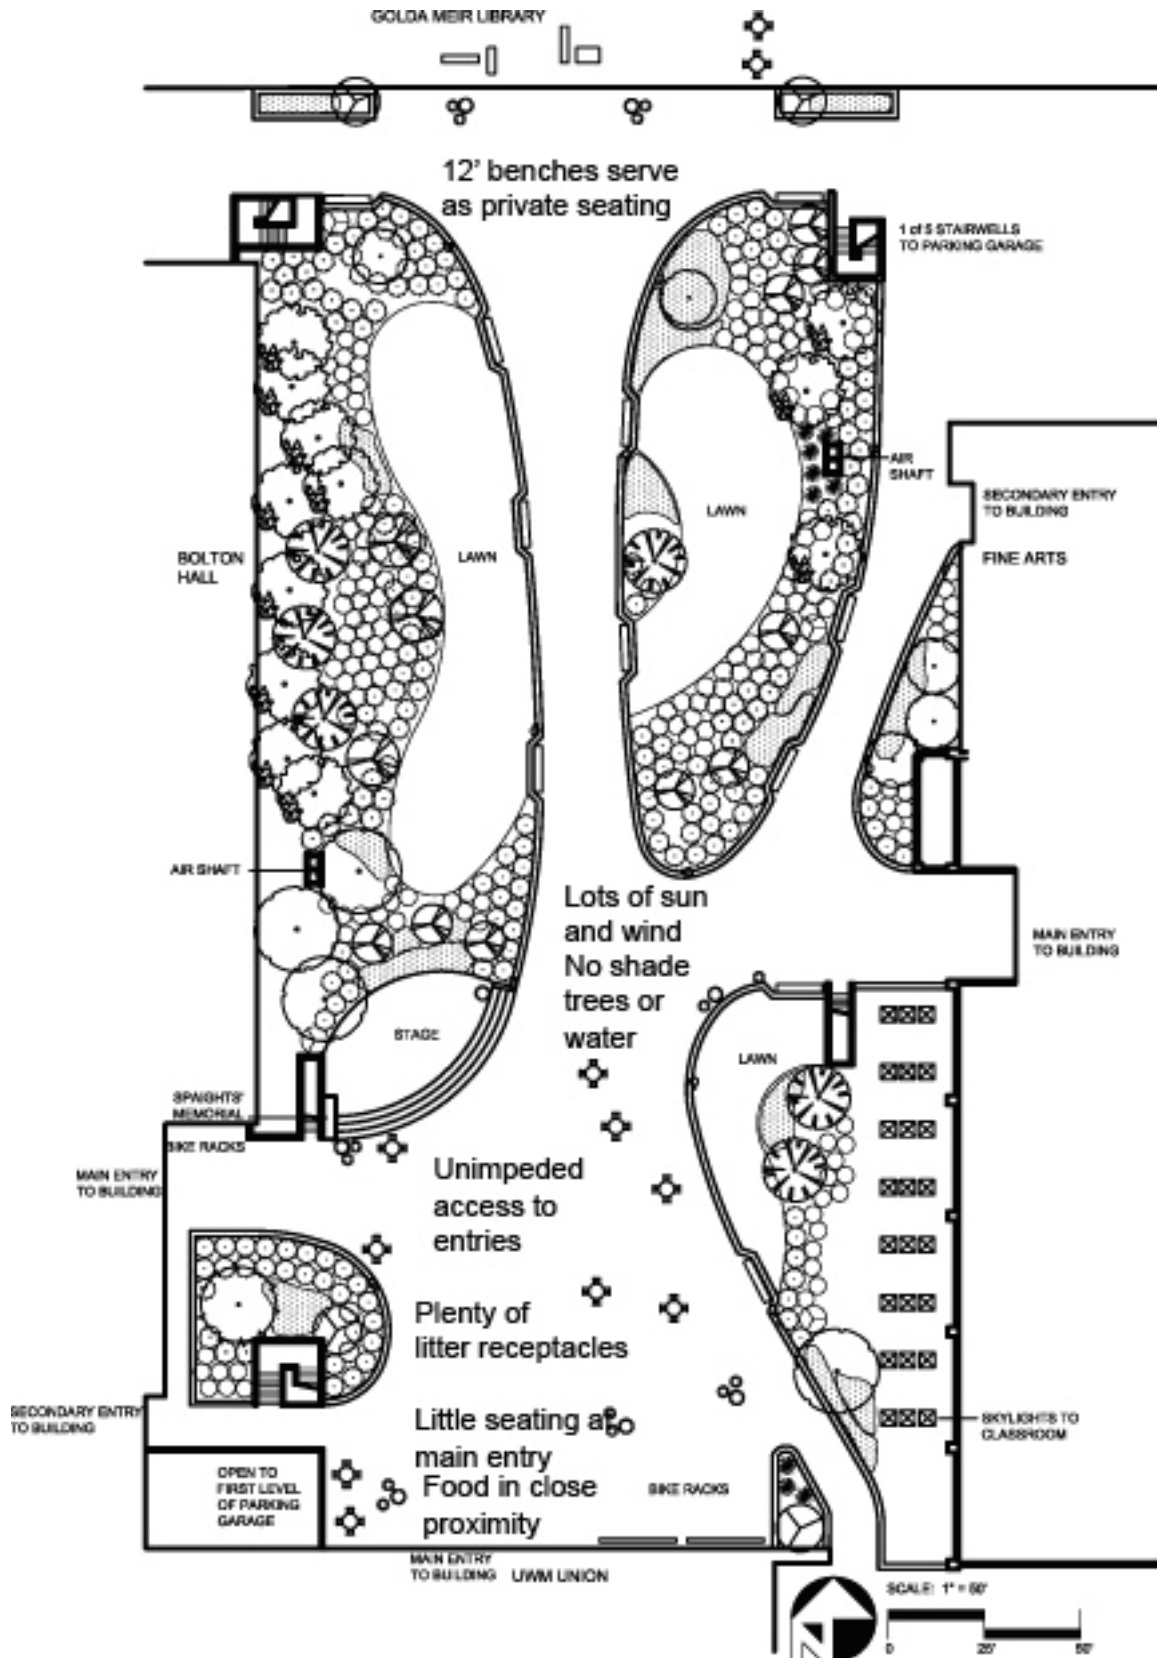 GOLDA MEIR LIBRARY
12' benches serve
as private seating
1 of 5 STAIRWELLS
TO PARKING GARAGE
AIR
SHAFT
SECONDARY ENTRY
TO BUILDING
LAWN
BOLTON
HALL
LAWN
FINE ARTS
AIR SHAFT
Lots of sun
and wind
No shade
trees or
water
MAIN ENTRY
TO BUILDING
STAGE
LAWN
SPAIGHTS'
MEMORIAL
BIKE RACKS
MAIN ENTRY
TO BUILDING
Unimpeded
access to
entries
Plenty of
litter receptacles
SECONDARY ENTRY
TO BUILDING
Little seating at
main entry
SKYLIGHTS TO
CLASSROOM
OPEN TO
FIRST LEVEL
OF PARKING
GARAGE
Food in close
proximity
BIKE RACKS
MAIN ENTRY
TO BUILDING
UWM UNION
SCALE: 1" = 50'
N
0 25' 50'